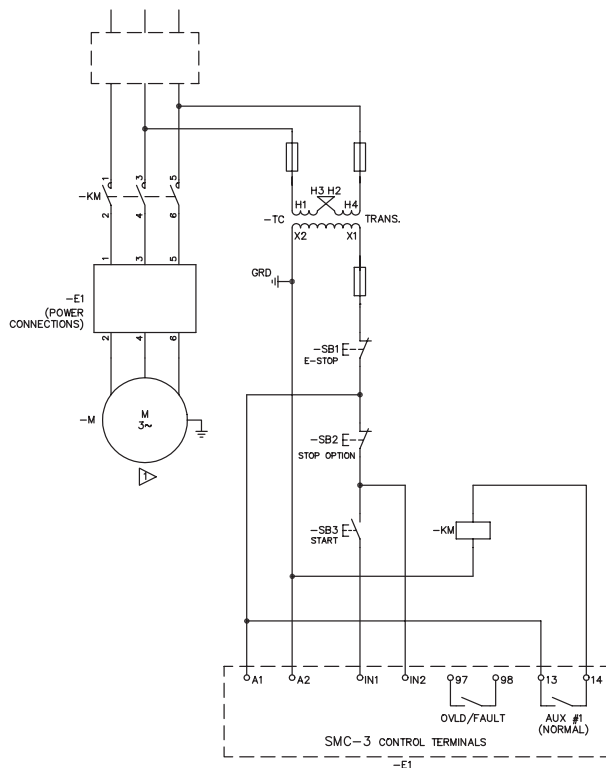 1
3
5
-KM
2
4
6
H3 H2
H1
H4
-TC
TRANS.
X2
X1
1
3
5
-E1
(POWER
CONNECTIONS)
2
4
6
GRD
-SB1
E-STOP
-M
M
3~
1
-SB2
STOP OPTION
-SB3
START
-KM
A1
A2
IN1
IN2
97
98
13
14
OVLD/FAULT
AUX #1
(NORMAL)
SMC-3 CONTROL TERMINALS
-E1